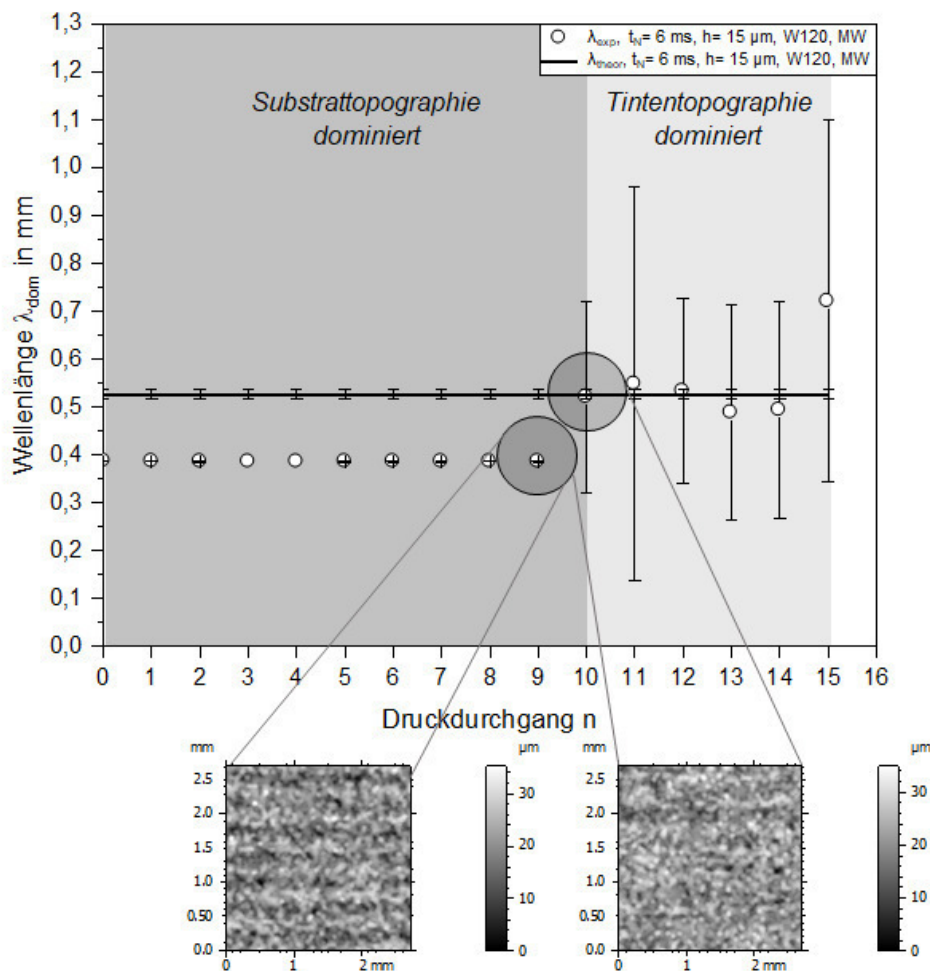 λexp, tN= 6 ms, h= 15 µm, W120, MW
λtheor, tN= 6 ms, h= 15 µm, W120, MW
Substrattopographie
dominiert
Tintentopographie
dominiert
Wellenlänge λdom in mm
1,3
1,2
1,1
1,0
0,9
0,8
0,7
0,6
0,5
0,4
0,3
0,2
0,1
0,0
0 1 2 3 4 5 6 7 8 9 10 11 12 13 14 15 16
Druckdurchgang n
mm
2.5
2.0
1.5
1.0
0.50
0.0
0 1 2 mm
µm
30
20
10
0
mm
2.5
2.0
1.5
1.0
0.50
0.0
0 1 2 mm
µm
30
20
10
0